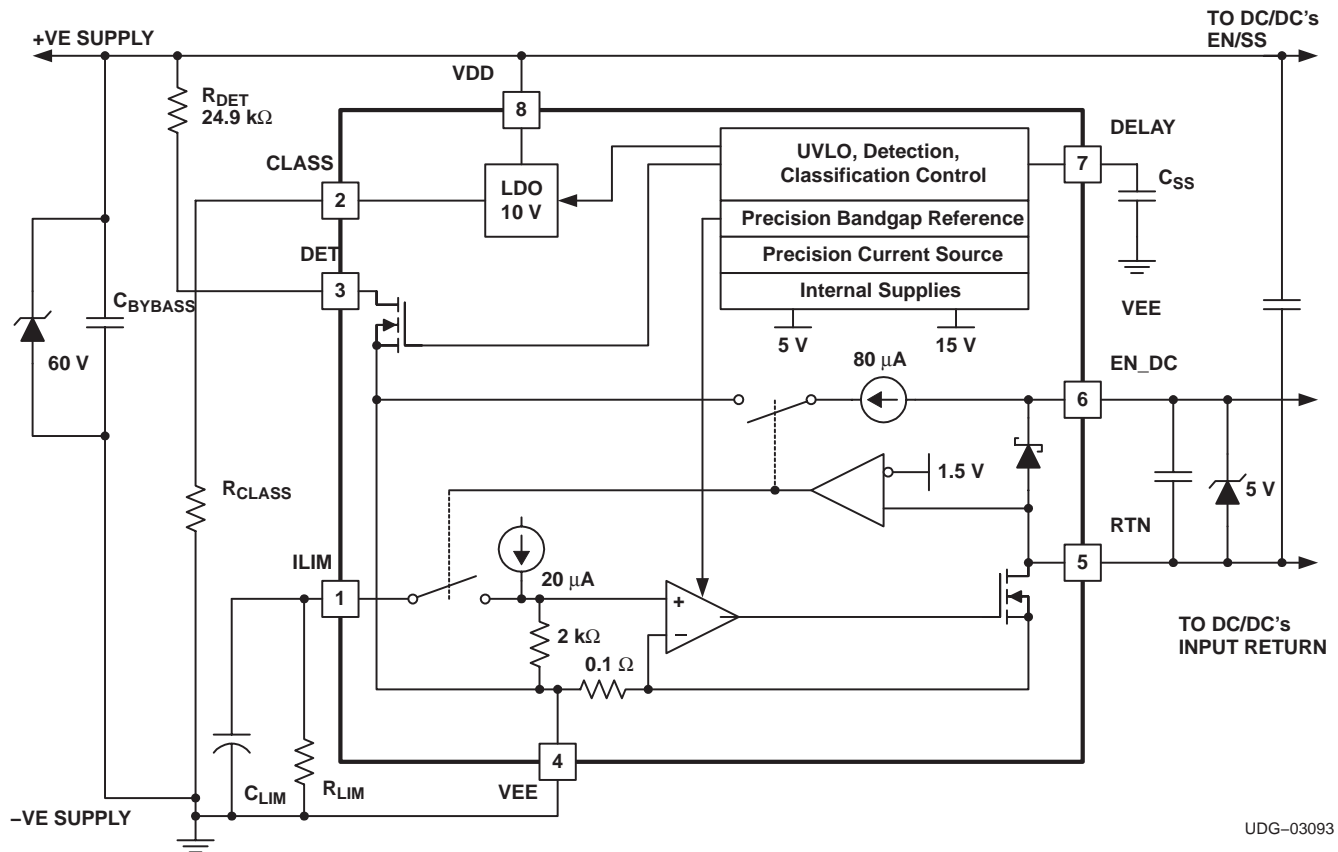 +VE SUPPLY
TO DC/DC's
EN/SS
VDD
R_DET
24.9 kΩ
8
DELAY
CLASS
UVLO, Detection,
Classification Control
7
C_SS
LDO
10 V
2
Precision Bandgap Reference
DET
Precision Current Source
3
Internal Supplies
C_BYBASS
VEE
60 V
5 V
15 V
80 μA
EN_DC
6
1.5 V
R_CLASS
5 V
RTN
ILIM
5
1
20 μA
+
–
2 kΩ
0.1 Ω
TO DC/DC's
INPUT RETURN
4
C_LIM
R_LIM
VEE
–VE SUPPLY
UDG–03093